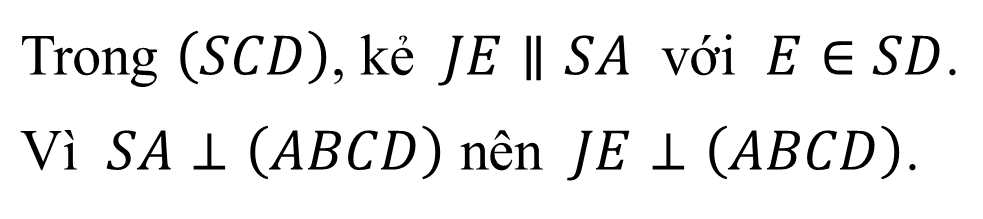 Trong (SCD), kẻ JE ∥ SA với E ∈ SD.
Vì SA ⊥ (ABCD) nên JE ⊥ (ABCD).